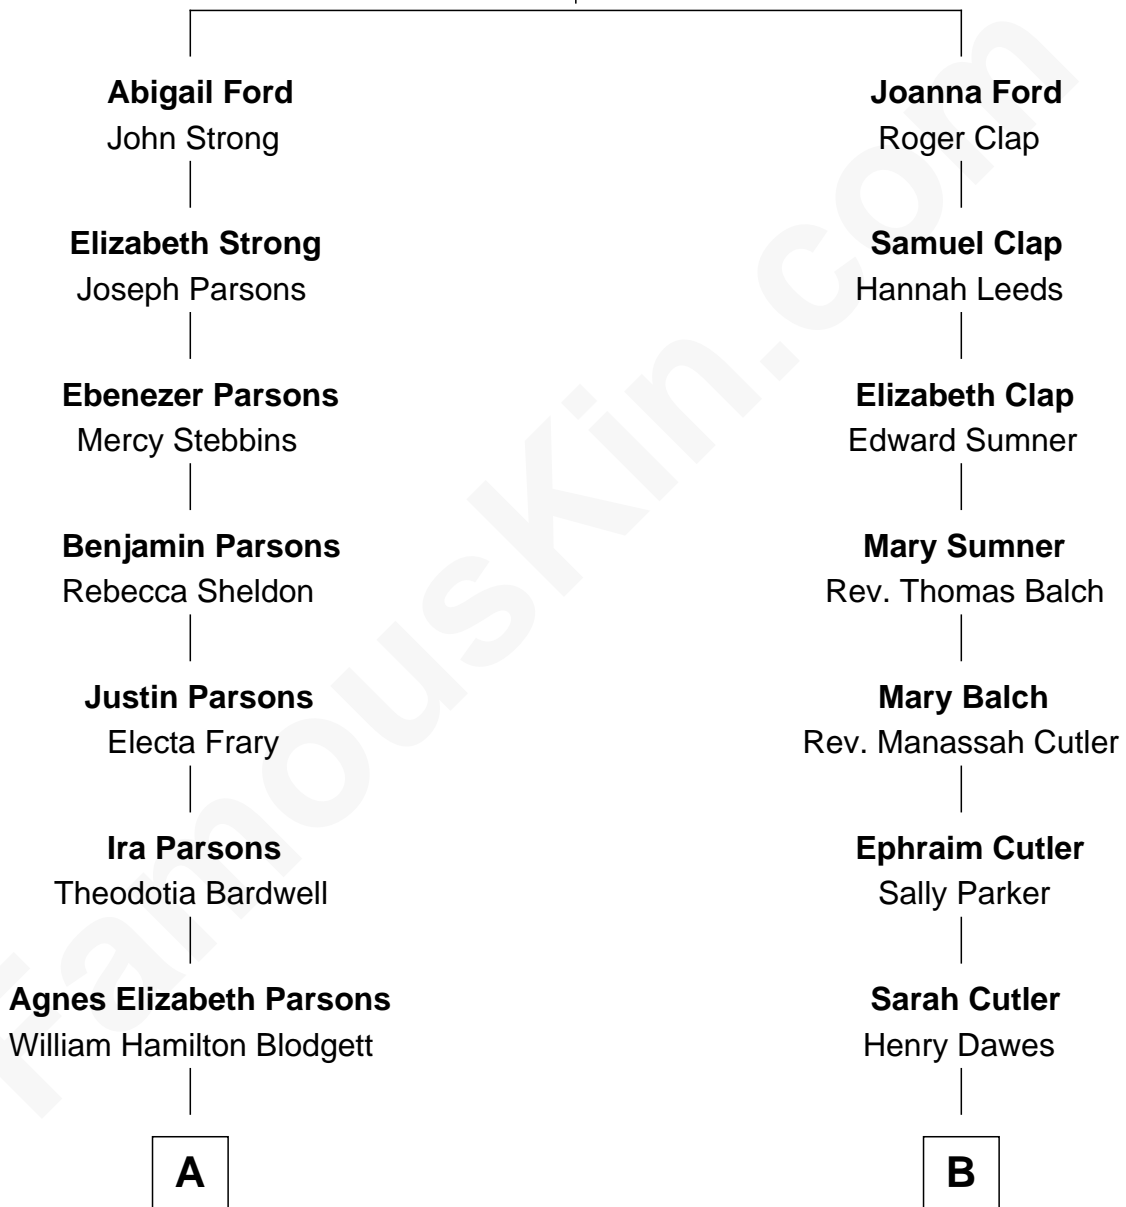 Abigail Ford
John Strong
Joanna Ford
Roger Clap
Elizabeth Strong
Joseph Parsons
Samuel Clap
Hannah Leeds
Ebenezer Parsons
Mercy Stebbins
Elizabeth Clap
Edward Sumner
Benjamin Parsons
Rebecca Sheldon
Mary Sumner
Rev. Thomas Balch
Justin Parsons
Electa Frary
Mary Balch
Rev. Manassah Cutler
Ira Parsons
Theodotia Bardwell
Ephraim Cutler
Sally Parker
Agnes Elizabeth Parsons
William Hamilton Blodgett
Sarah Cutler
Henry Dawes
A
B
FamousKin.com